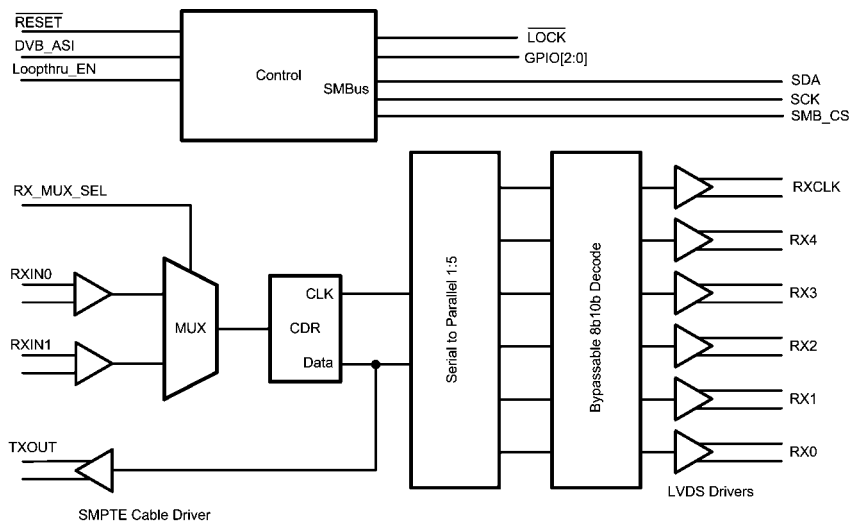 RESET
DVB_ASI
Loopthru_EN
Control
SMBus
LOCK
GPIO[2:0]
SDA
SCK
SMB_CS
RX_MUX_SEL
RXIN0
RXIN1
MUX
CLK
CDR
Data
Serial to Parallel 1:5
Bypassable 8b10b Decode
RXCLK
RX4
RX3
RX2
RX1
RX0
TXOUT
SMPTE Cable Driver
LVDS Drivers